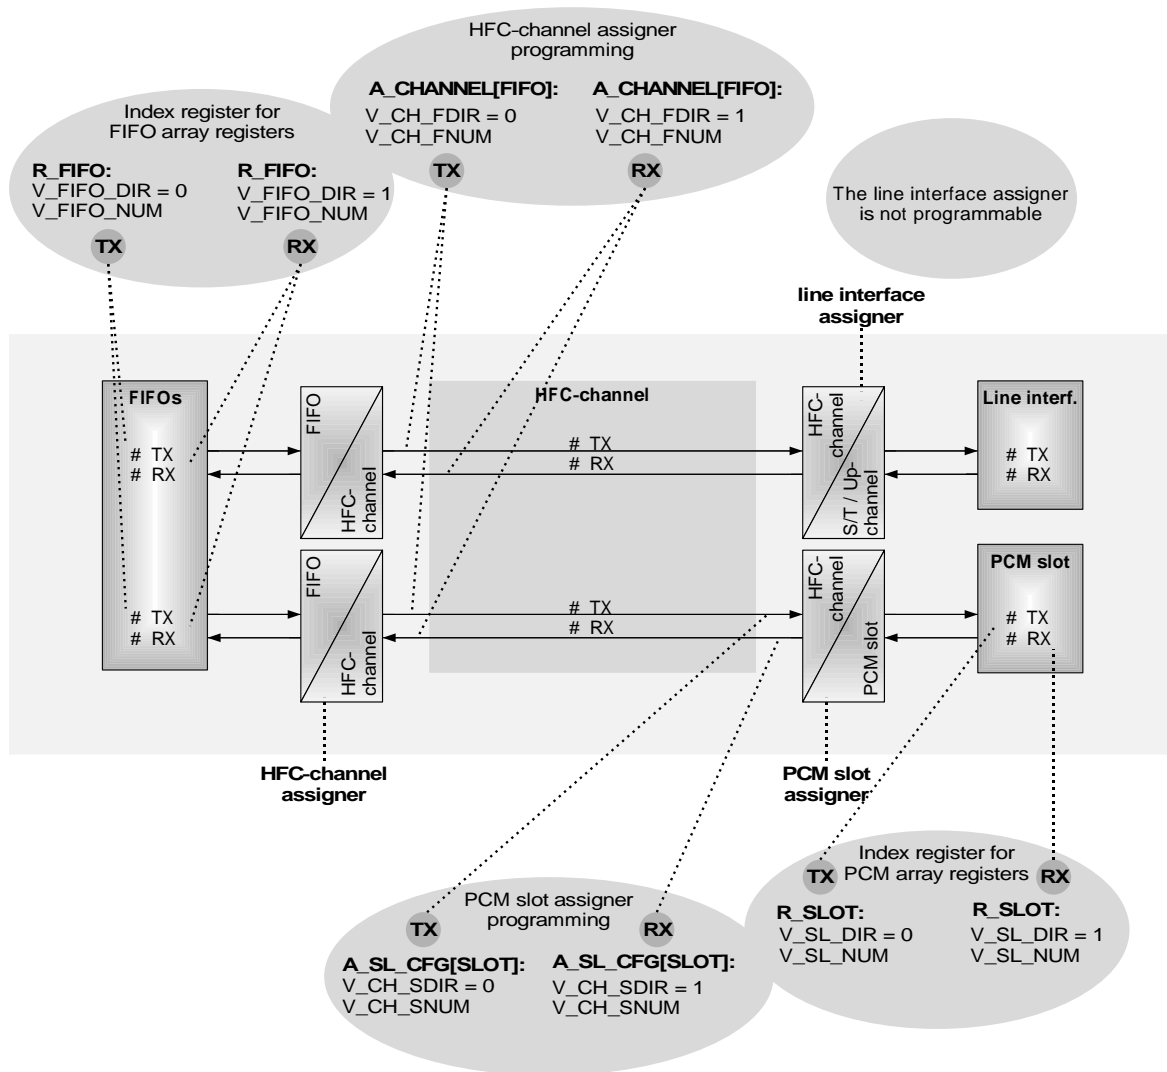 HFC-channel assigner
programming
A_CHANNEL[FIFO]:
V_CH_FDIR = 0
V_CH_FNUM
TX
A_CHANNEL[FIFO]:
V_CH_FDIR = 1
V_CH_FNUM
RX
Index register for
FIFO array registers
R_FIFO:
V_FIFO_DIR = 0
V_FIFO_NUM
TX
R_FIFO:
V_FIFO_DIR = 1
V_FIFO_NUM
RX
The line interface assigner
is not programmable
line interface
assigner
FIFOs
# TX
# RX
# TX
# RX
FIFO
HFC-
channel
FIFO
HFC-
channel
HFC-channel
# TX
# RX
# TX
# RX
HFC-
channel
S/T / Up-
channel
HFC-
channel
PCM slot
Line interf.
# TX
# RX
PCM slot
# TX
# RX
HFC-channel
assigner
PCM slot
assigner
PCM slot assigner
programming
TX
A_SL_CFG[SLOT]:
V_CH_SDIR = 0
V_CH_SNUM
RX
A_SL_CFG[SLOT]:
V_CH_SDIR = 1
V_CH_SNUM
Index register for
PCM array registers
TX
R_SLOT:
V_SL_DIR = 0
V_SL_NUM
RX
R_SLOT:
V_SL_DIR = 1
V_SL_NUM